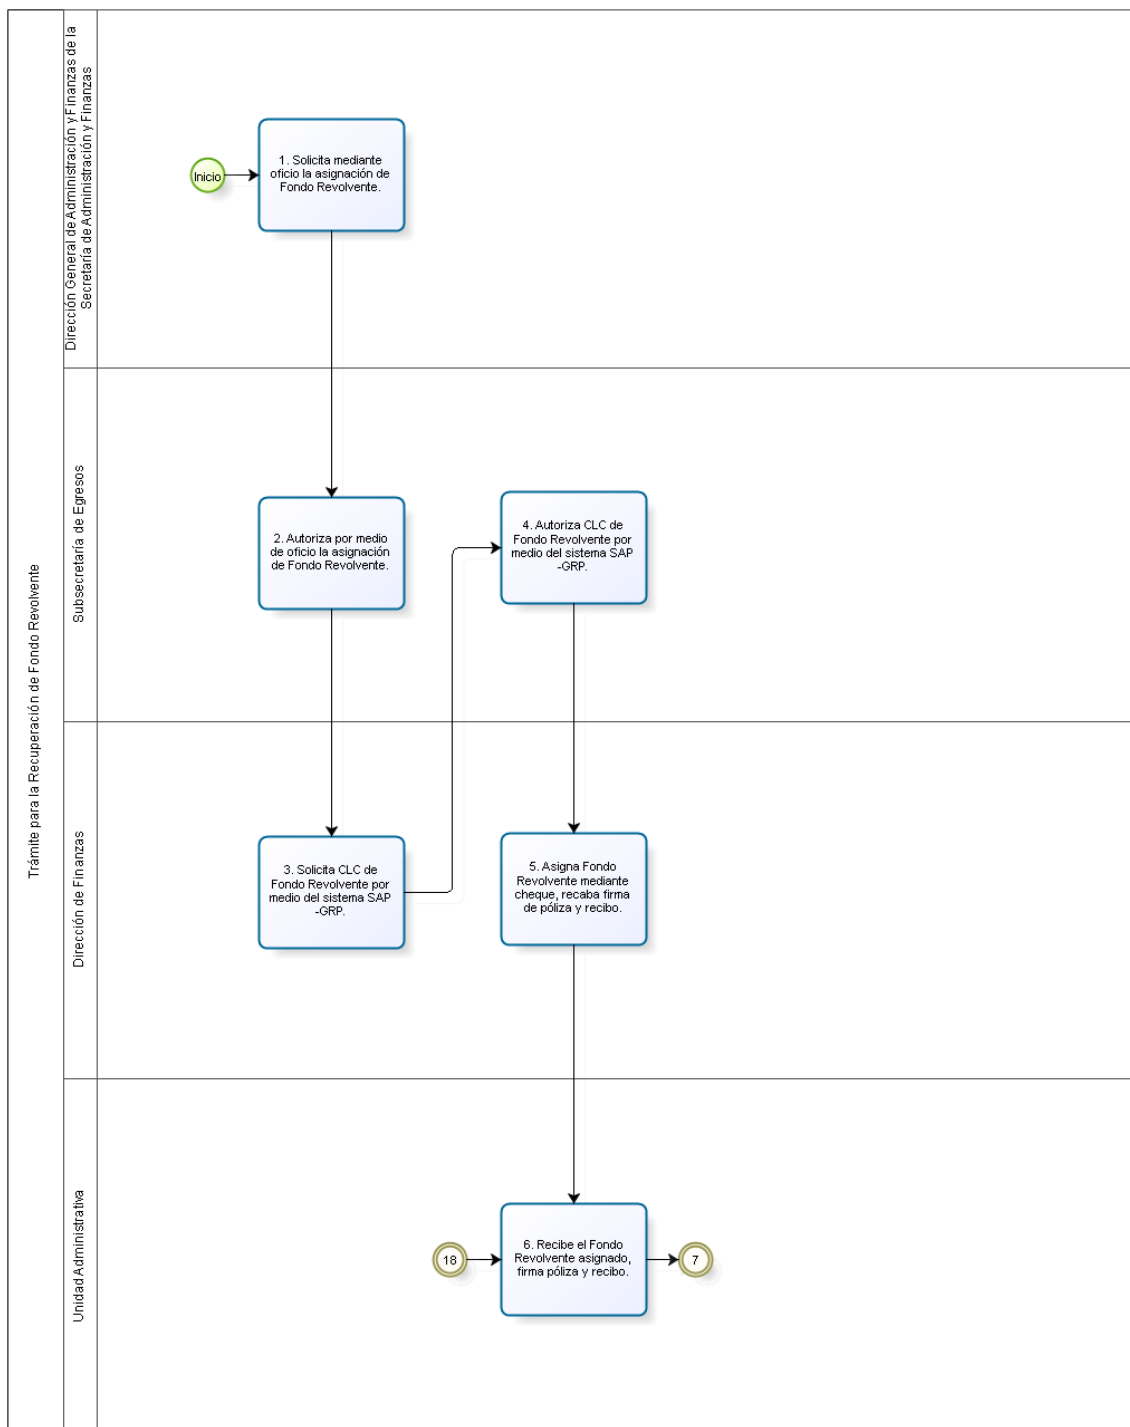 Trámite para la Recuperación de Fondo Revolvente
Dirección General de Administración y Finanzas de la
Secretaría de Administración y Finanzas
Inicio
1. Solicita mediante
oficio la asignación de
Fondo Revolvente.
Subsecretaría de Egresos
2. Autoriza por medio
de oficio la asignación
de Fondo Revolvente.
4. Autoriza CLC de
Fondo Revolvente por
medio del sistema SAP
-GRP.
Dirección de Finanzas
3. Solicita CLC de
Fondo Revolvente por
medio del sistema SAP
-GRP.
5. Asigna Fondo
Revolvente mediante
cheque, recaba firma
de póliza y recibo.
Unidad Administrativa
18
6. Recibe el Fondo
Revolvente asignado,
firma póliza y recibo.
7